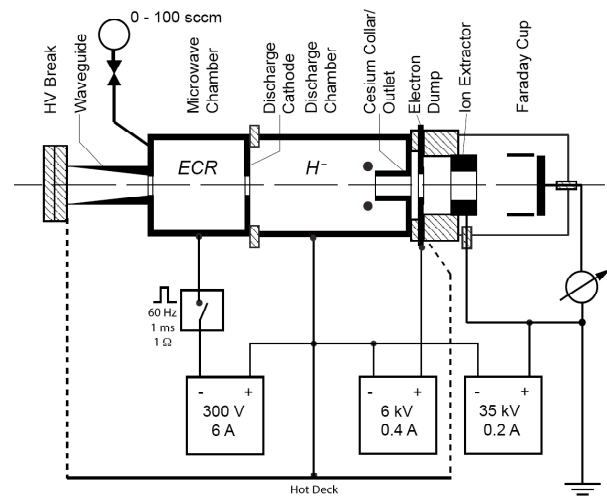 0 - 100 sccm
HV Break
Waveguide
Microwave
Chamber
Discharge
Cathode
Discharge
Chamber
Cesium Collar/
Outlet
Electron
Dump
Ion Extractor
Faraday Cup
ECR
H⁻
60 Hz
1 ms
1 Ω
- +
300 V
6 A
- +
6 kV
0.4 A
- +
35 kV
0.2 A
Hot Deck